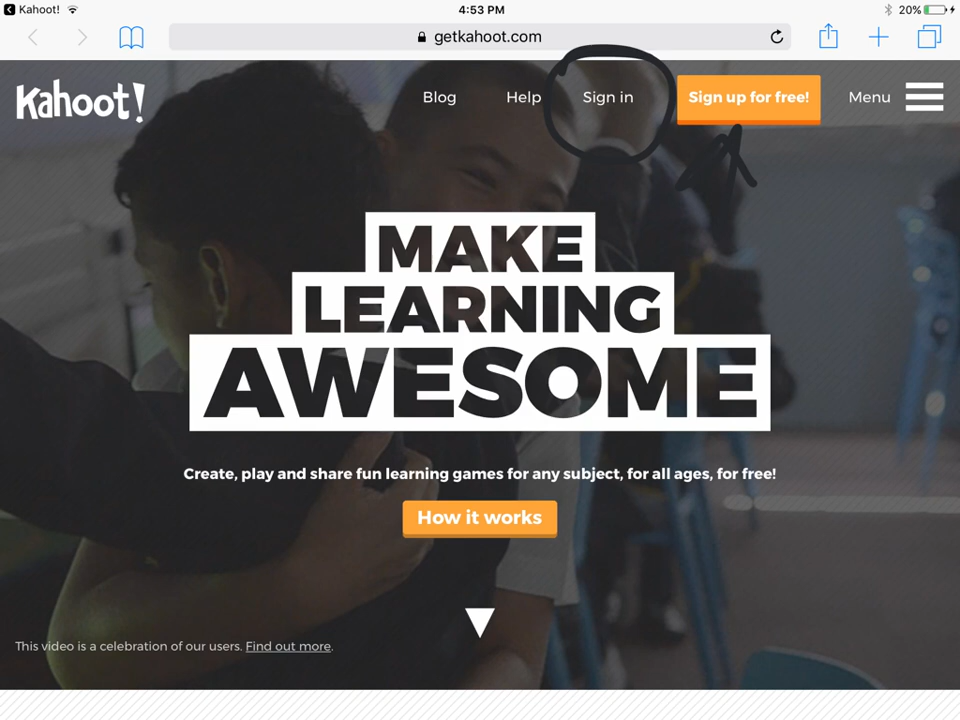 Kahoot!
4:53 PM
20%
getkahoot.com
Kahoot!
Blog Help Sign in Sign up for free! Menu
MAKE
LEARNING
AWESOME
Create, play and share fun learning games for any subject, for all ages, for free!
How it works
This video is a celebration of our users. Find out more.